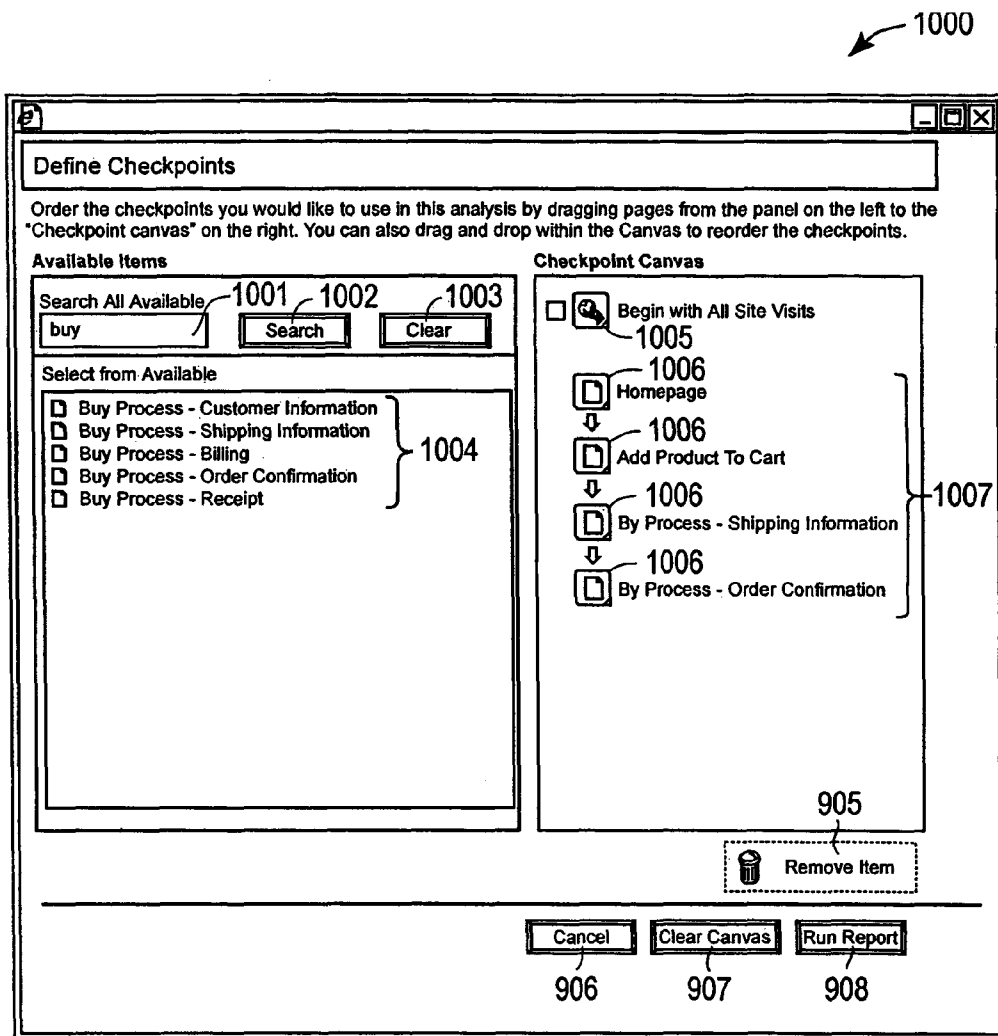 1000
Define Checkpoints
Order the checkpoints you would like to use in this analysis by dragging pages from the panel on the left to the
"Checkpoint canvas" on the right. You can also drag and drop within the Canvas to reorder the checkpoints.
Available Items
Search All Available
1001
1002
1003
buy
Search
Clear
Select from Available
Buy Process - Customer Information
Buy Process - Shipping Information
Buy Process - Billing
Buy Process - Order Confirmation
Buy Process - Receipt
1004
Checkpoint Canvas
Begin with All Site Visits
1005
1006
Homepage
1006
Add Product To Cart
1006
By Process - Shipping Information
1006
By Process - Order Confirmation
1007
905
Remove Item
Cancel
Clear Canvas
Run Report
906
907
908